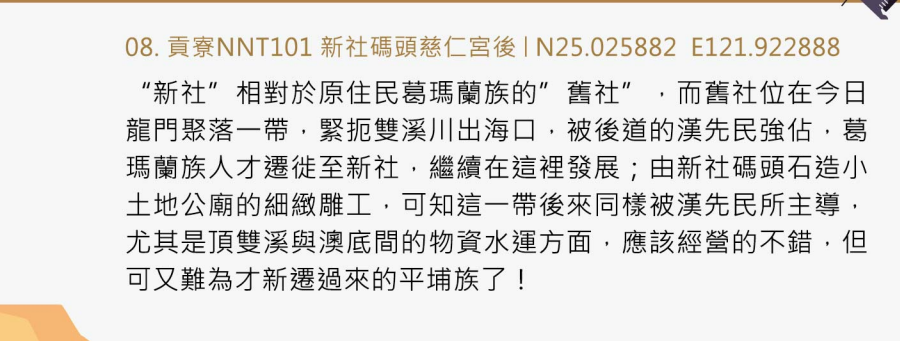 08. 貢寮NNT101 新社碼頭慈仁宮後 | N25.025882  E121.922888
“新社”相對於原住民葛瑪蘭族的”舊社”，而舊社位在今日
龍門聚落一帶，緊扼雙溪川出海口，被後道的漢先民強佔，葛
瑪蘭族人才遷徙至新社，繼續在這裡發展；由新社碼頭石造小
土地公廟的細緻雕工，可知這一帶後來同樣被漢先民所主導，
尤其是頂雙溪與澳底間的物資水運方面，應該經營的不錯，但
可又難為才新遷過來的平埔族了！